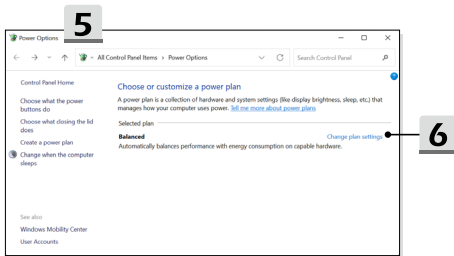 5
Power Options
All Control Panel Items › Power Options
Search Control Panel
Control Panel Home
Choose what the power
buttons do
Choose what closing the lid
does
Create a power plan
Change when the computer
sleeps
See also
Windows Mobility Center
User Accounts
Choose or customize a power plan
A power plan is a collection of hardware and system settings (like display brightness, sleep, etc.) that
manages how your computer uses power. Tell me more about power plans
Selected plan
Balanced Change plan settings
Automatically balances performance with energy consumption on capable hardware.
6